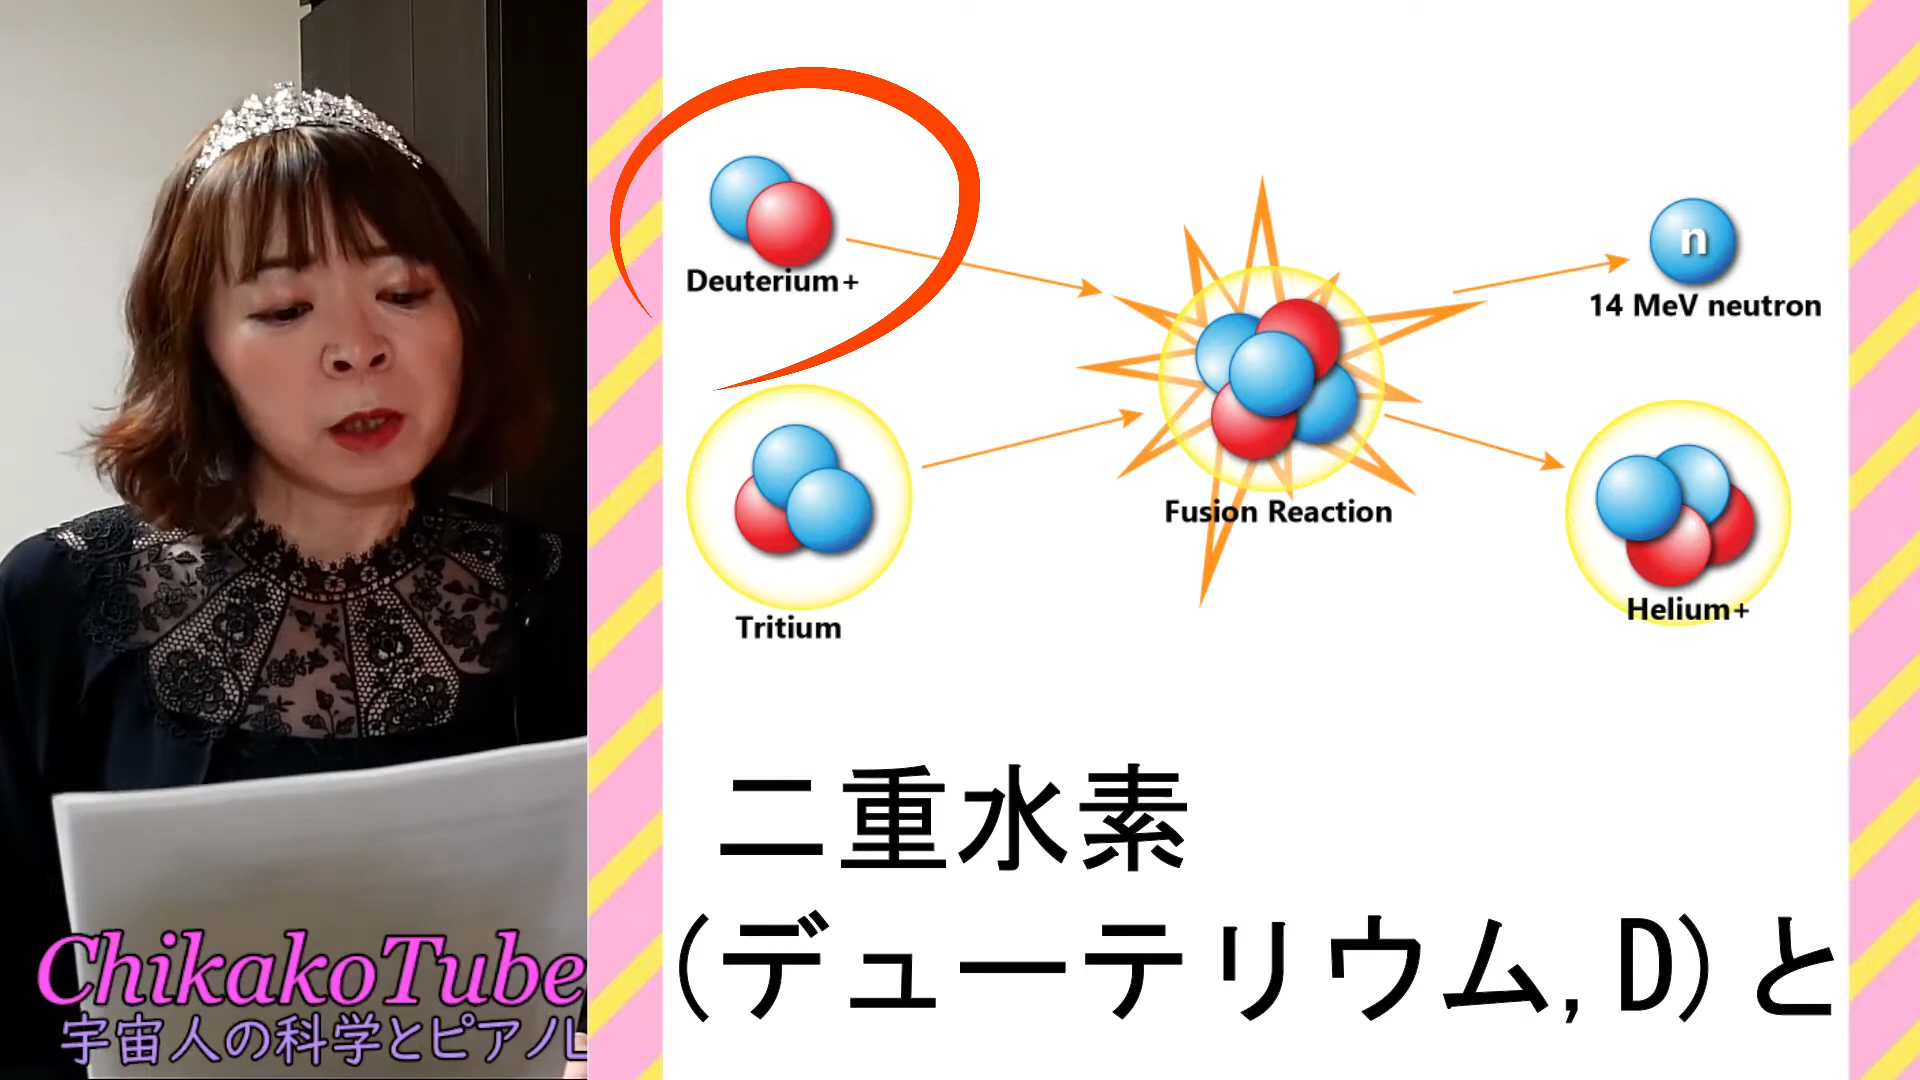 Deuterium+
n
14 MeV neutron
Fusion Reaction
Helium+
Tritium
二重水素
(デューテリウム,D)と
ChikakoTube
宇宙人の科学とピアノ